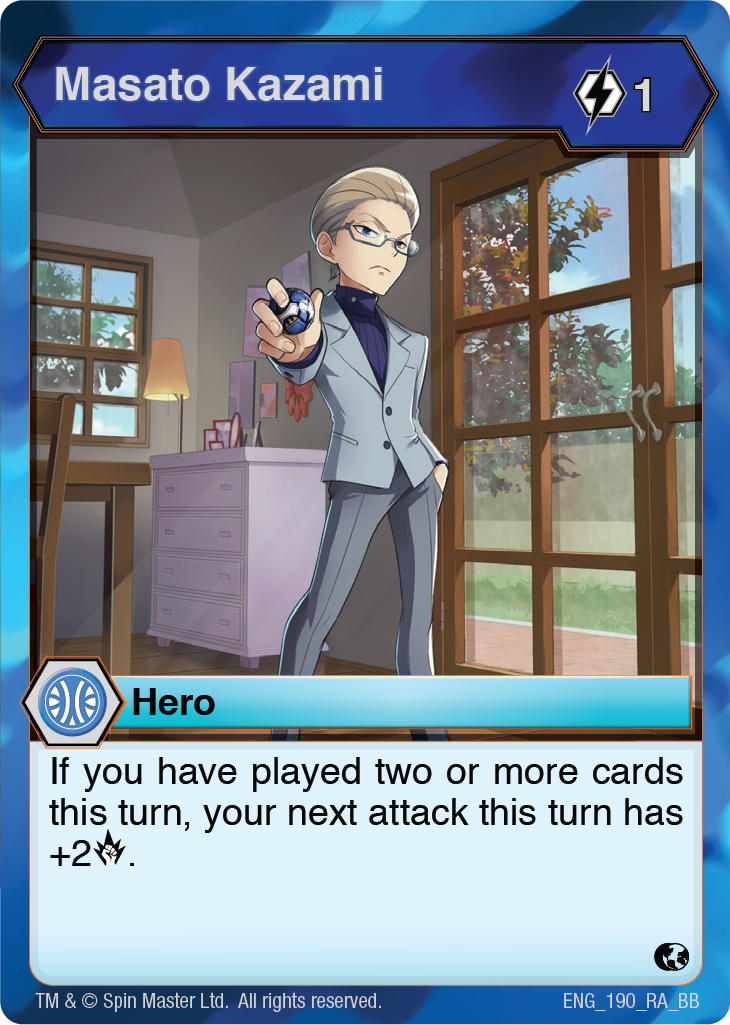 Masato Kazami
1
Hero
If you have played two or more cards
this turn, your next attack this turn has
+2.
TM & © Spin Master Ltd. All rights reserved.
ENG_190_RA_BB